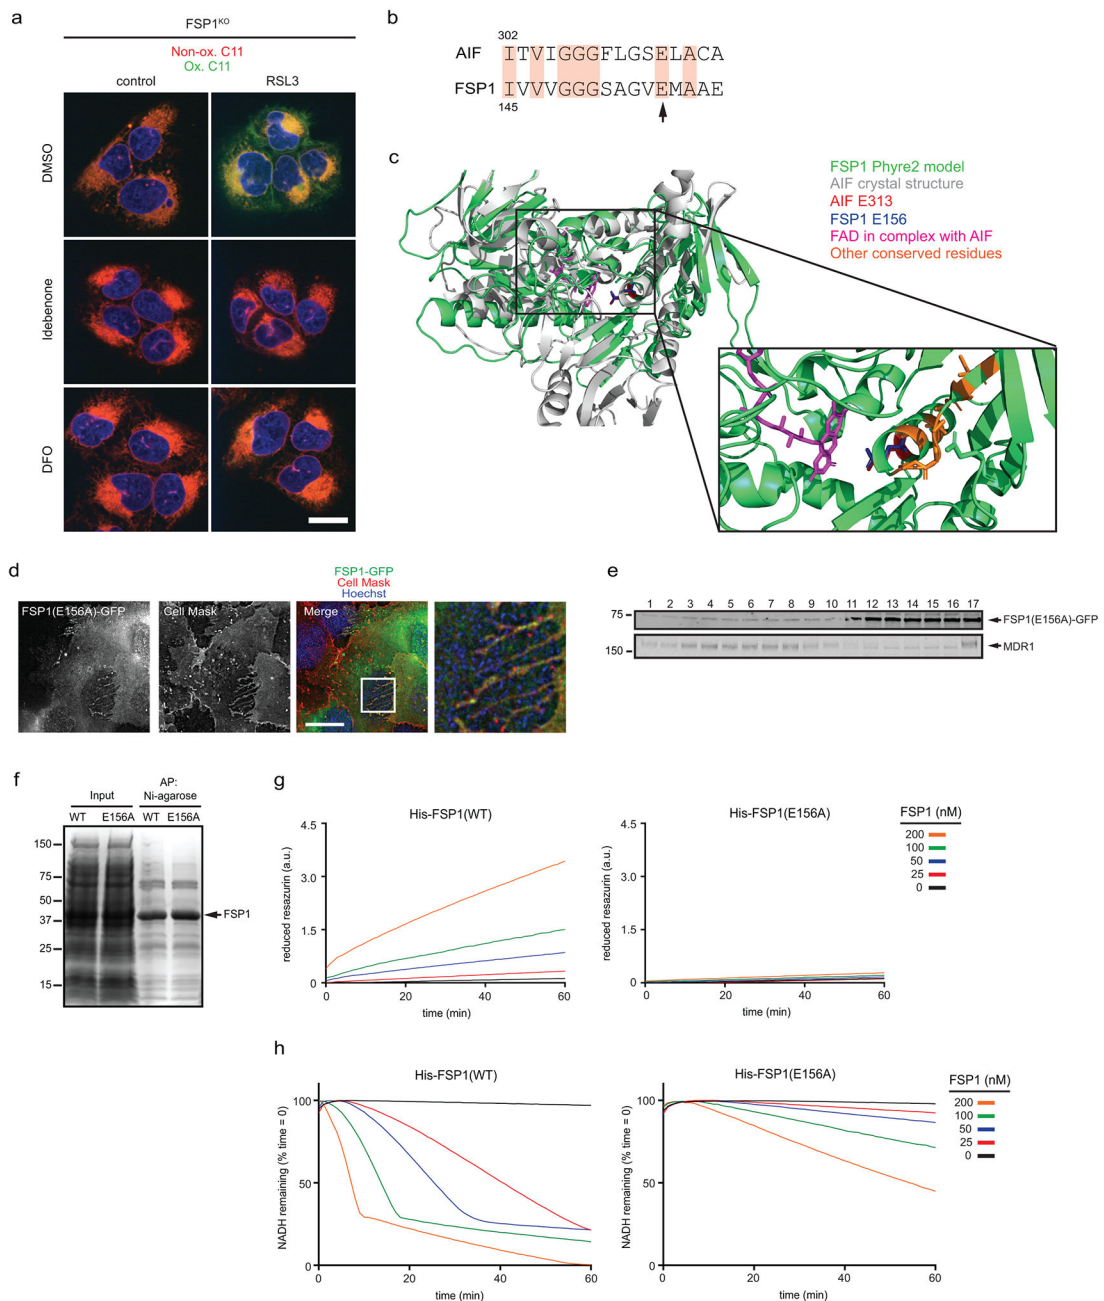 a
FSP1KO
Non-ox. C11
Ox. C11
control
RSL3
DMSO
Idebenone
DFO
b
302
AIF ITVIGGGFLGSELACA
FSP1 IVVVGGGSAGVEMAAE
145
c
FSP1 Phyre2 model
AIF crystal structure
AIF E313
FSP1 E156
FAD in complex with AIF
Other conserved residues
d
FSP1-GFP
Cell Mask
Hoechst
FSP1(E156A)-GFP
Cell Mask
Merge
e
1 2 3 4 5 6 7 8 9 10 11 12 13 14 15 16 17
75
FSP1(E156A)-GFP
150
MDR1
f
AP:
Input Ni-agarose
WT E156A WT E156A
150
75
50
37
25
15
FSP1
g
His-FSP1(WT)
reduced resazurin (a.u.)
4.5
3.0
1.5
0
0 20 40 60
time (min)
His-FSP1(E156A)
reduced resazurin (a.u.)
4.5
3.0
1.5
0
0 20 40 60
time (min)
FSP1 (nM)
200
100
50
25
0
h
His-FSP1(WT)
NADH remaining (% time = 0)
100
50
0
0 20 40 60
time (min)
His-FSP1(E156A)
NADH remaining (% time = 0)
100
50
0
0 20 40 60
time (min)
FSP1 (nM)
200
100
50
25
0